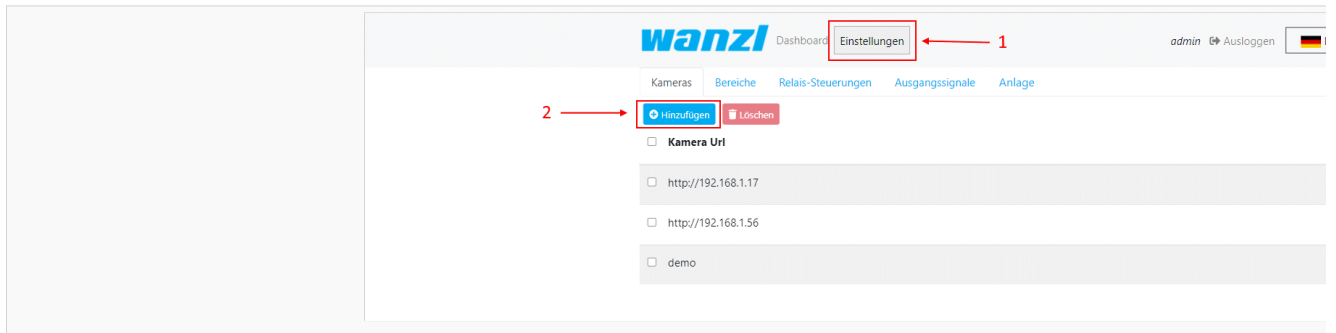 wanzl Dashboard Einstellungen 1 admin Ausloggen
Kameras Bereiche Relais-Steuerungen Ausgangssignale Anlage
2 Hinzufügen Löschen
Kamera Url
http://192.168.1.17
http://192.168.1.56
demo